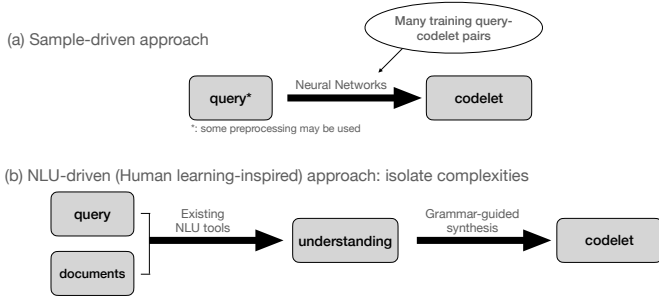 (a) Sample-driven approach
Many training query-
codelet pairs
query*
Neural Networks
codelet
*: some preprocessing may be used
(b) NLU-driven (Human learning-inspired) approach: isolate complexities
query
documents
Existing
NLU tools
understanding
Grammar-guided
synthesis
codelet